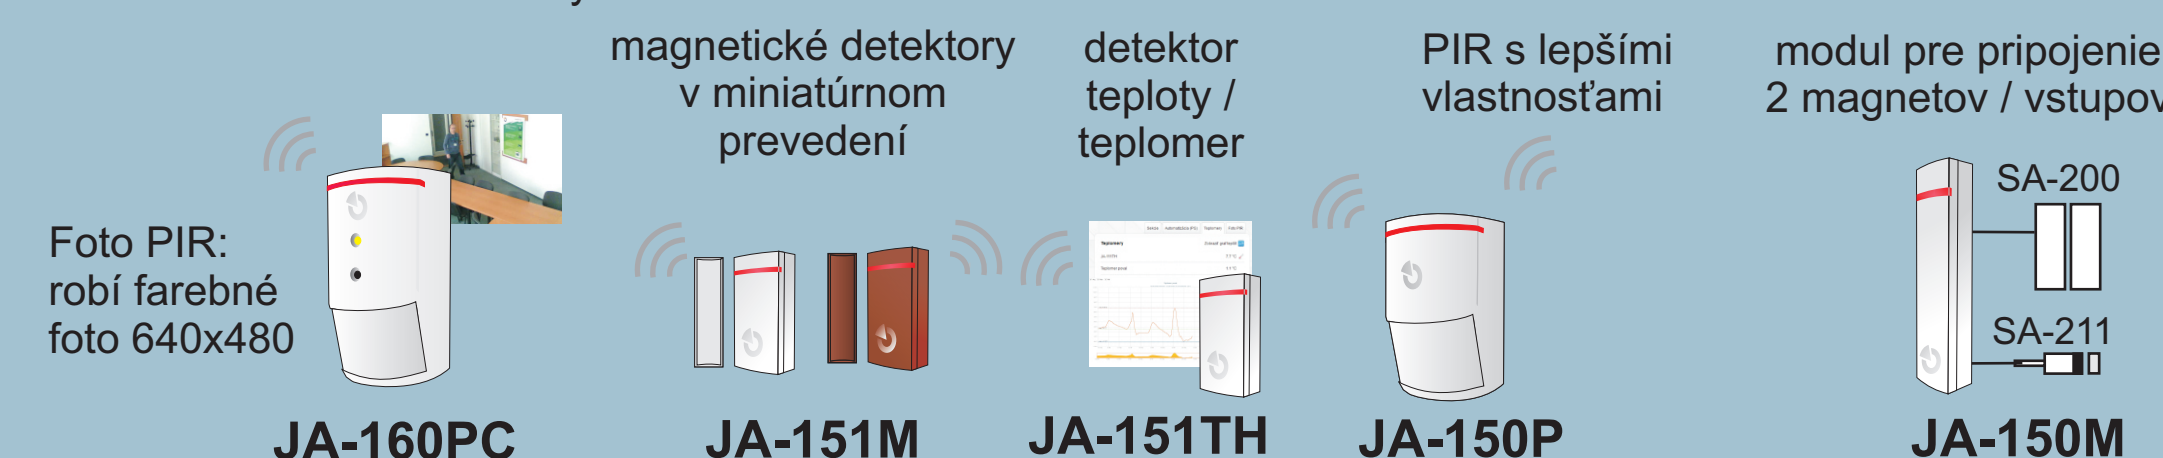 Foto PIR:
robí farebné
foto 640x480
JA-160PC
magnetické detektory
v miniatúrnom
prevedení
JA-151M
detektor
teploty /
teplomer
Teplomery
JA-151TH
PIR s lepšími
vlastnosťami
JA-150P
modul pre pripojenie
2 magnetov / vstupov
SA-200
SA-211
JA-150M